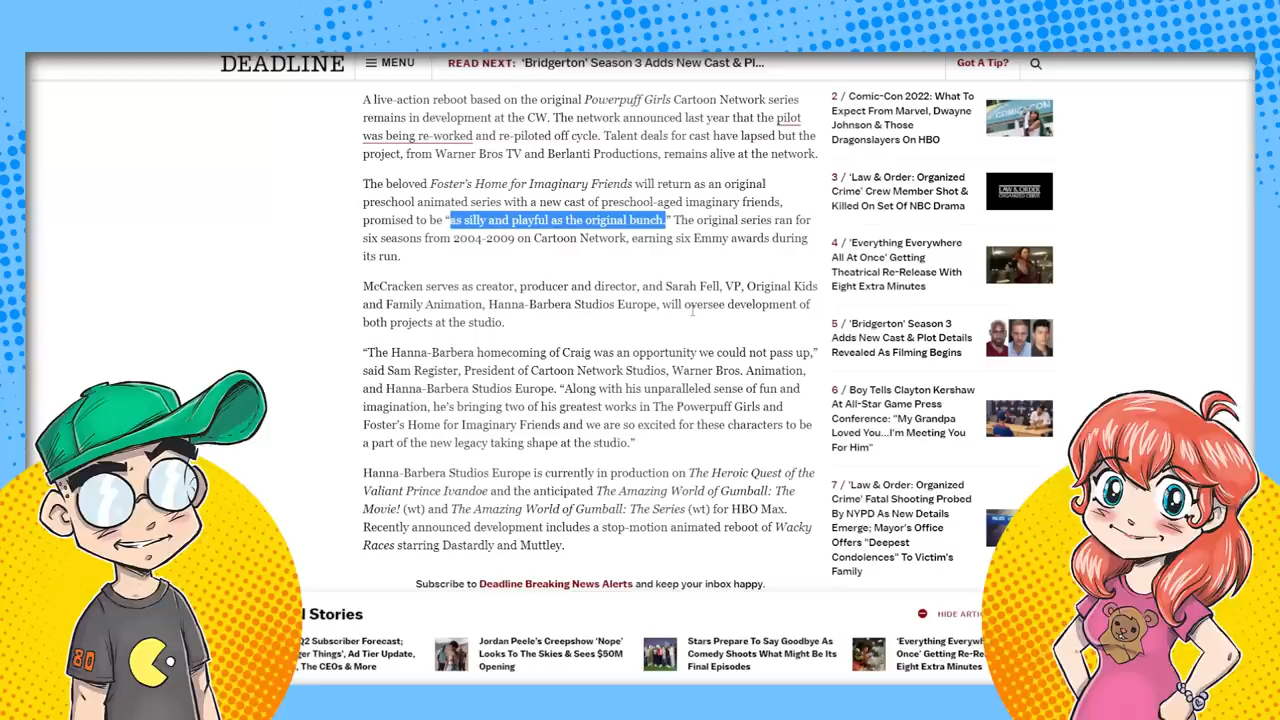 DEADLINE
MENU
READ NEXT: 'Bridgerton' Season 3 Adds New Cast & Pl...
Got A Tip?
A live-action reboot based on the original Powerpuff Girls Cartoon Network series
remains in development at the CW. The network announced last year that the pilot
was being re-worked and re-piloted off cycle. Talent deals for cast have lapsed but the
project, from Warner Bros TV and Berlanti Productions, remains alive at the network.
The beloved Foster's Home for Imaginary Friends will return as an original
preschool animated series with a new cast of preschool-aged imaginary friends,
promised to be “as silly and playful as the original bunch.” The original series ran for
six seasons from 2004-2009 on Cartoon Network, earning six Emmy awards during
its run.
McCracken serves as creator, producer and director, and Sarah Fell, VP, Original Kids
and Family Animation, Hanna-Barbera Studios Europe, will oversee development of
both projects at the studio.
“The Hanna-Barbera homecoming of Craig was an opportunity we could not pass up,”
said Sam Register, President of Cartoon Network Studios, Warner Bros. Animation,
and Hanna-Barbera Studios Europe. “Along with his unparalleled sense of fun and
imagination, he's bringing two of his greatest works in The Powerpuff Girls and
Foster's Home for Imaginary Friends and we are so excited for these characters to be
a part of the new legacy taking shape at the studio.”
Hanna-Barbera Studios Europe is currently in production on The Heroic Quest of the
Valiant Prince Ivandoe and the anticipated The Amazing World of Gumball: The
Movie! (wt) and The Amazing World of Gumball: The Series (wt) for HBO Max.
Recently announced development includes a stop-motion animated reboot of Wacky
Races starring Dastardly and Muttley.
Subscribe to Deadline Breaking News Alerts and keep your inbox happy.
2 / Comic-Con 2022: What To
Expect From Marvel, Dwayne
Johnson & Those
Dragonslayers On HBO
3 / 'Law & Order: Organized
Crime' Crew Member Shot &
Killed On Set Of NBC Drama
LAW & ORDER
ORGANIZED CRIME
4 / 'Everything Everywhere
All At Once' Getting
Theatrical Re-Release With
Eight Extra Minutes
5 / 'Bridgerton' Season 3
Adds New Cast & Plot Details
Revealed As Filming Begins
6 / Boy Tells Clayton Kershaw
At All-Star Game Press
Conference: “My Grandpa
Loved You...I'm Meeting You
For Him”
7 / 'Law & Order: Organized
Crime' Fatal Shooting Probed
By NYPD As New Details
Emerge; Mayor's Office
Offers “Deepest
Condolences” To Victim's
Family
l Stories
HIDE ARTI
Q2 Subscriber Forecast;
ger Things', Ad Tier Update,
, The CEOs & More
Jordan Peele's Creepshow 'Nope'
Looks To The Skies & Sees $50M
Opening
Stars Prepare To Say Goodbye As
Comedy Shoots What Might Be Its
Final Episodes
'Everything Everywh
Once' Getting Re-Re
Eight Extra Minutes
80